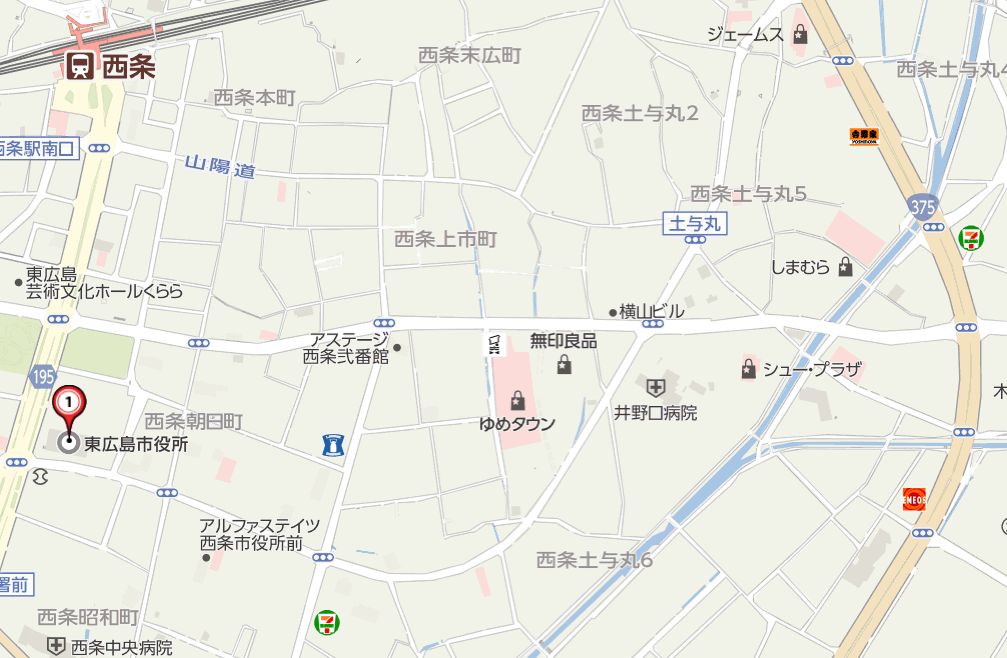 ジェームス
西条末広町
西条
西条土与丸4
西条本町
西条土与丸2
吉野家
YOSHINOYA
西条駅南口
山陽道
西条土与丸5
375
土与丸
西条上市町
しまむら
東広島
芸術文化ホールくらら
横山ビル
アステージ
西条弐番館
無印良品
シュー・プラザ
195
1
木
西条朝日町
井野口病院
ゆめタウン
東広島市役所
ENEOS
アルファステイツ
西条市役所前
西条土与丸6
署前
西条昭和町
西条中央病院